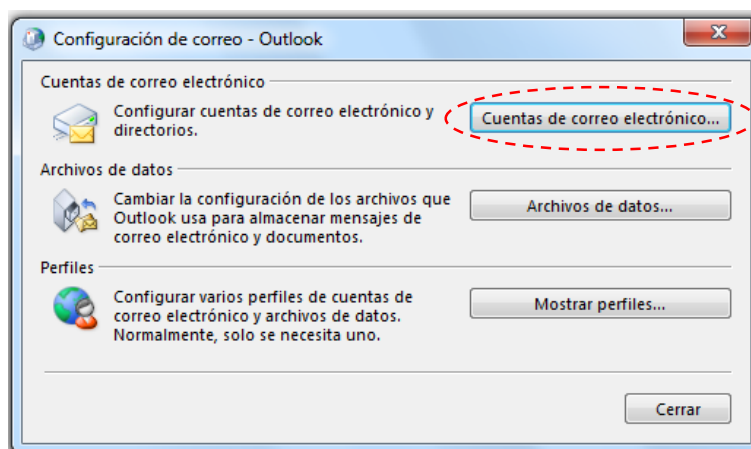 Configuración de correo - Outlook
Cuentas de correo electrónico
Configurar cuentas de correo electrónico y
directorios.
Cuentas de correo electrónico...
Archivos de datos
Cambiar la configuración de los archivos que
Outlook usa para almacenar mensajes de
correo electrónico y documentos.
Archivos de datos...
Perfiles
Configurar varios perfiles de cuentas de
correo electrónico y archivos de datos.
Normalmente, solo se necesita uno.
Mostrar perfiles...
Cerrar